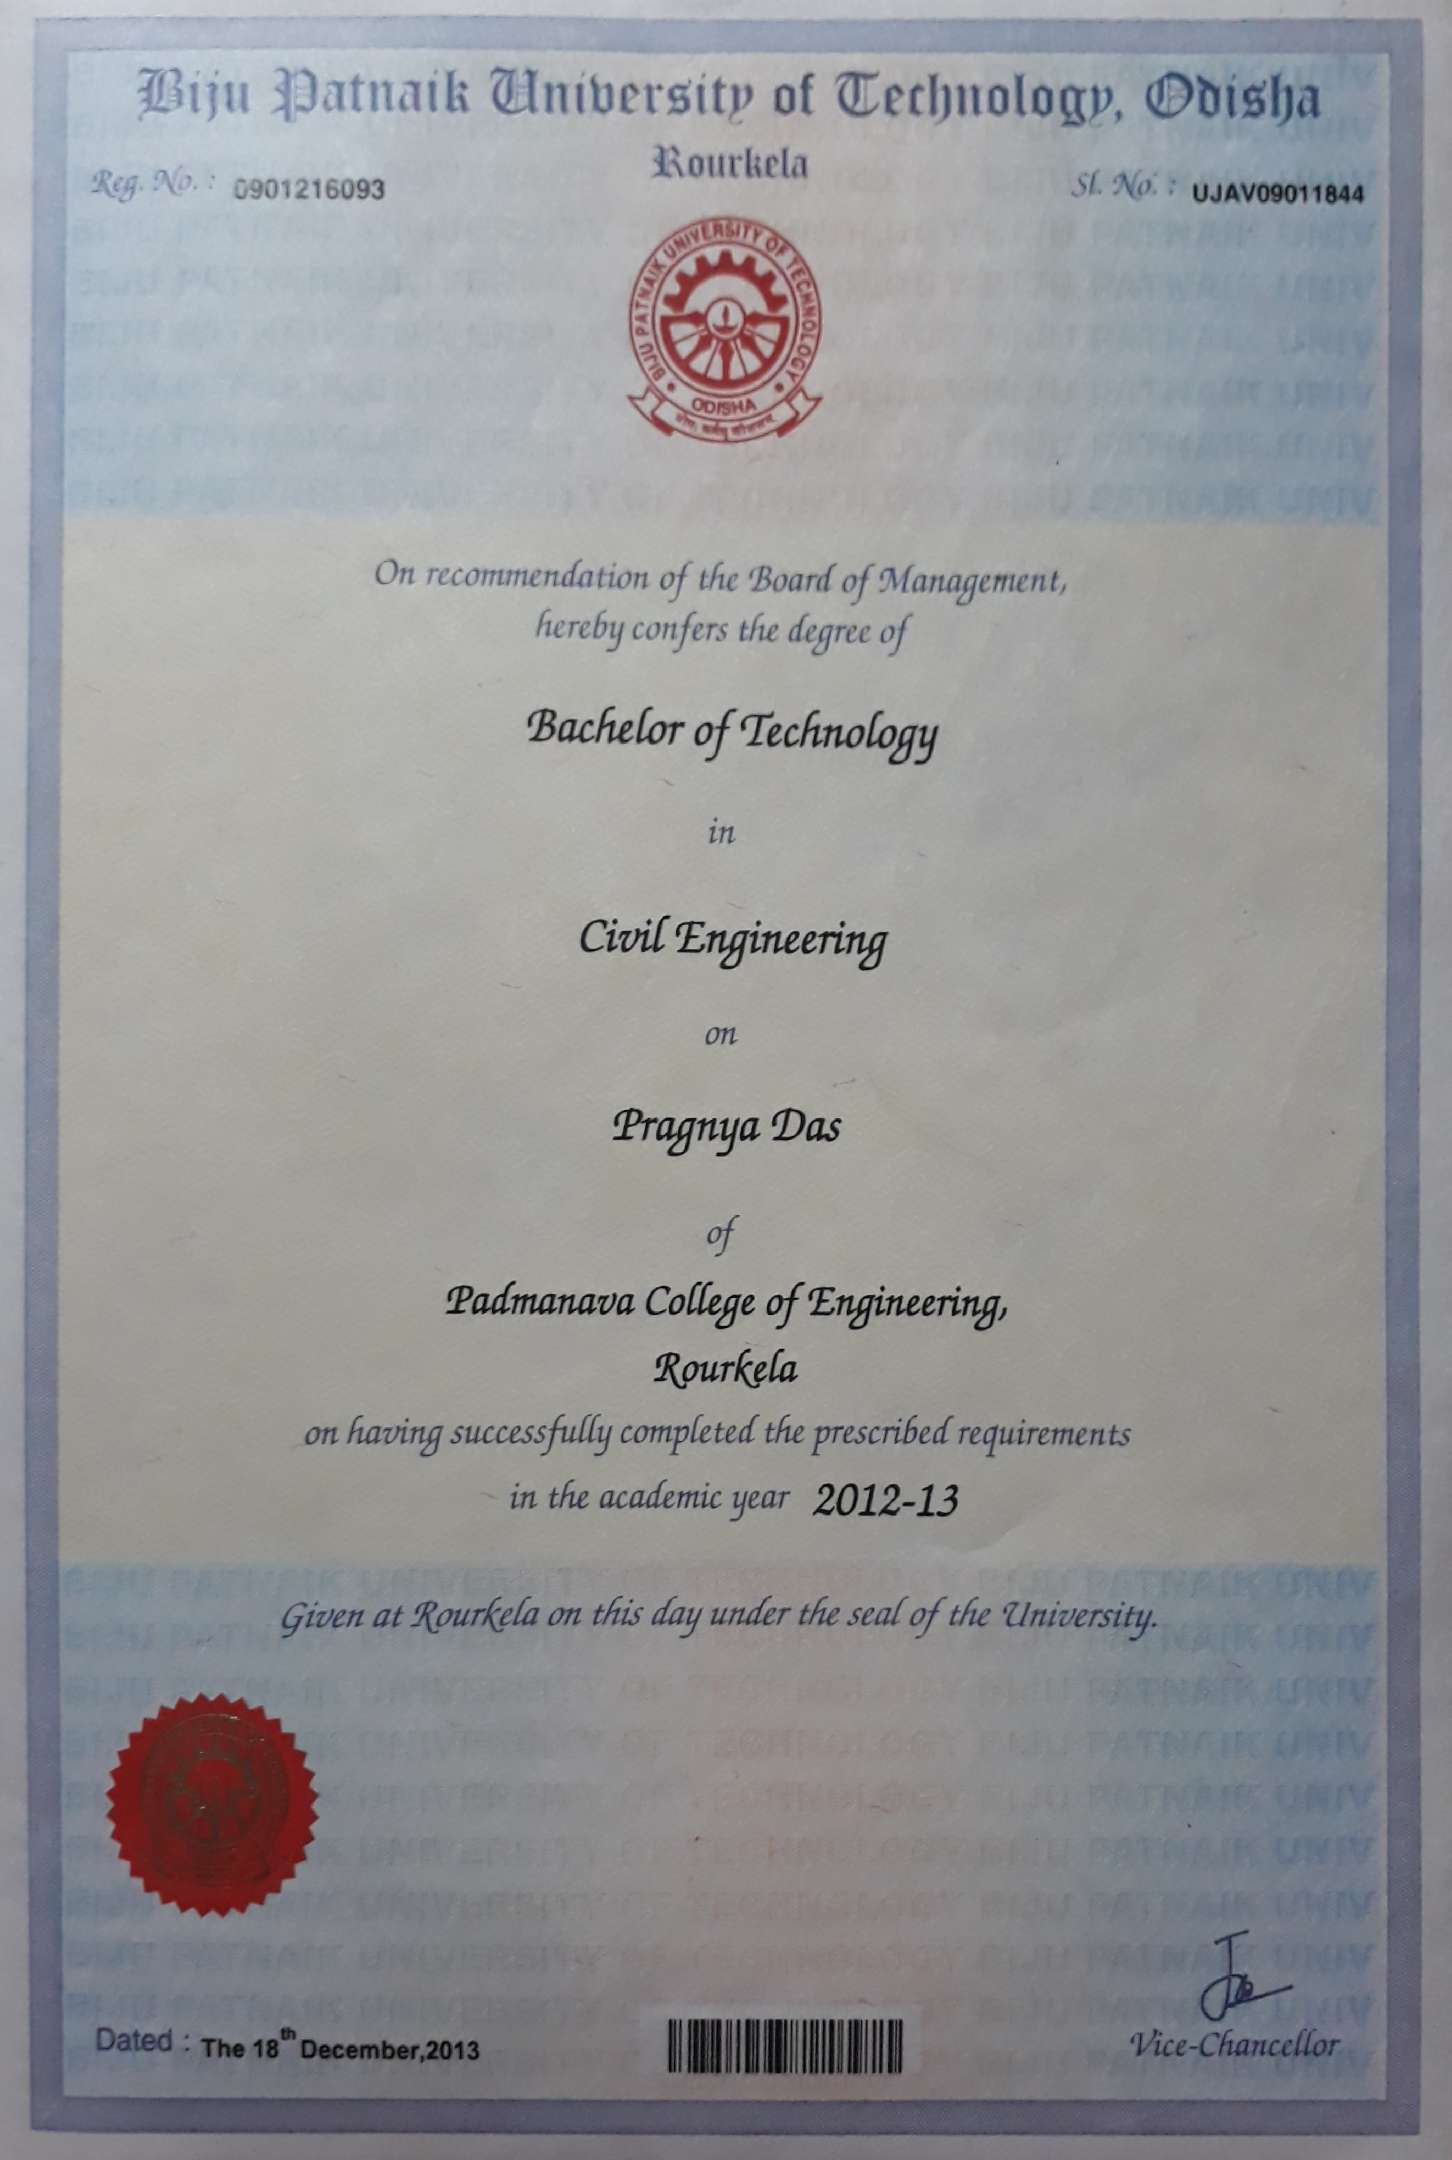 Biju Patnaik University of Technology, Odisha
Rourkela
Reg. No. : 0901216093
Sl. No. : UJAV09011844
BIJU PATNAIK UNIVERSITY OF TECHNOLOGY
ODISHA
On recommendation of the Board of Management,
hereby confers the degree of
Bachelor of Technology
in
Civil Engineering
on
Pragnya Das
of
Padmanava College of Engineering,
Rourkela
on having successfully completed the prescribed requirements
in the academic year 2012-13
Given at Rourkela on this day under the seal of the University.
Dated : The 18th December,2013
Vice-Chancellor